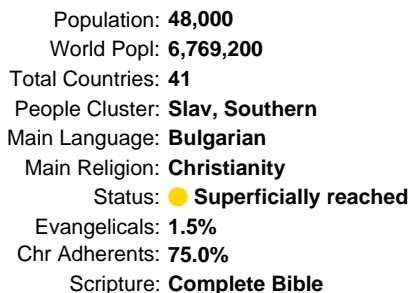 Population: 48,000
World Popl: 6,769,200
Total Countries: 41
People Cluster: Slav, Southern
Main Language: Bulgarian
Main Religion: Christianity
Status: Superficially reached
Evangelicals: 1.5%
Chr Adherents: 75.0%
Scripture: Complete Bible